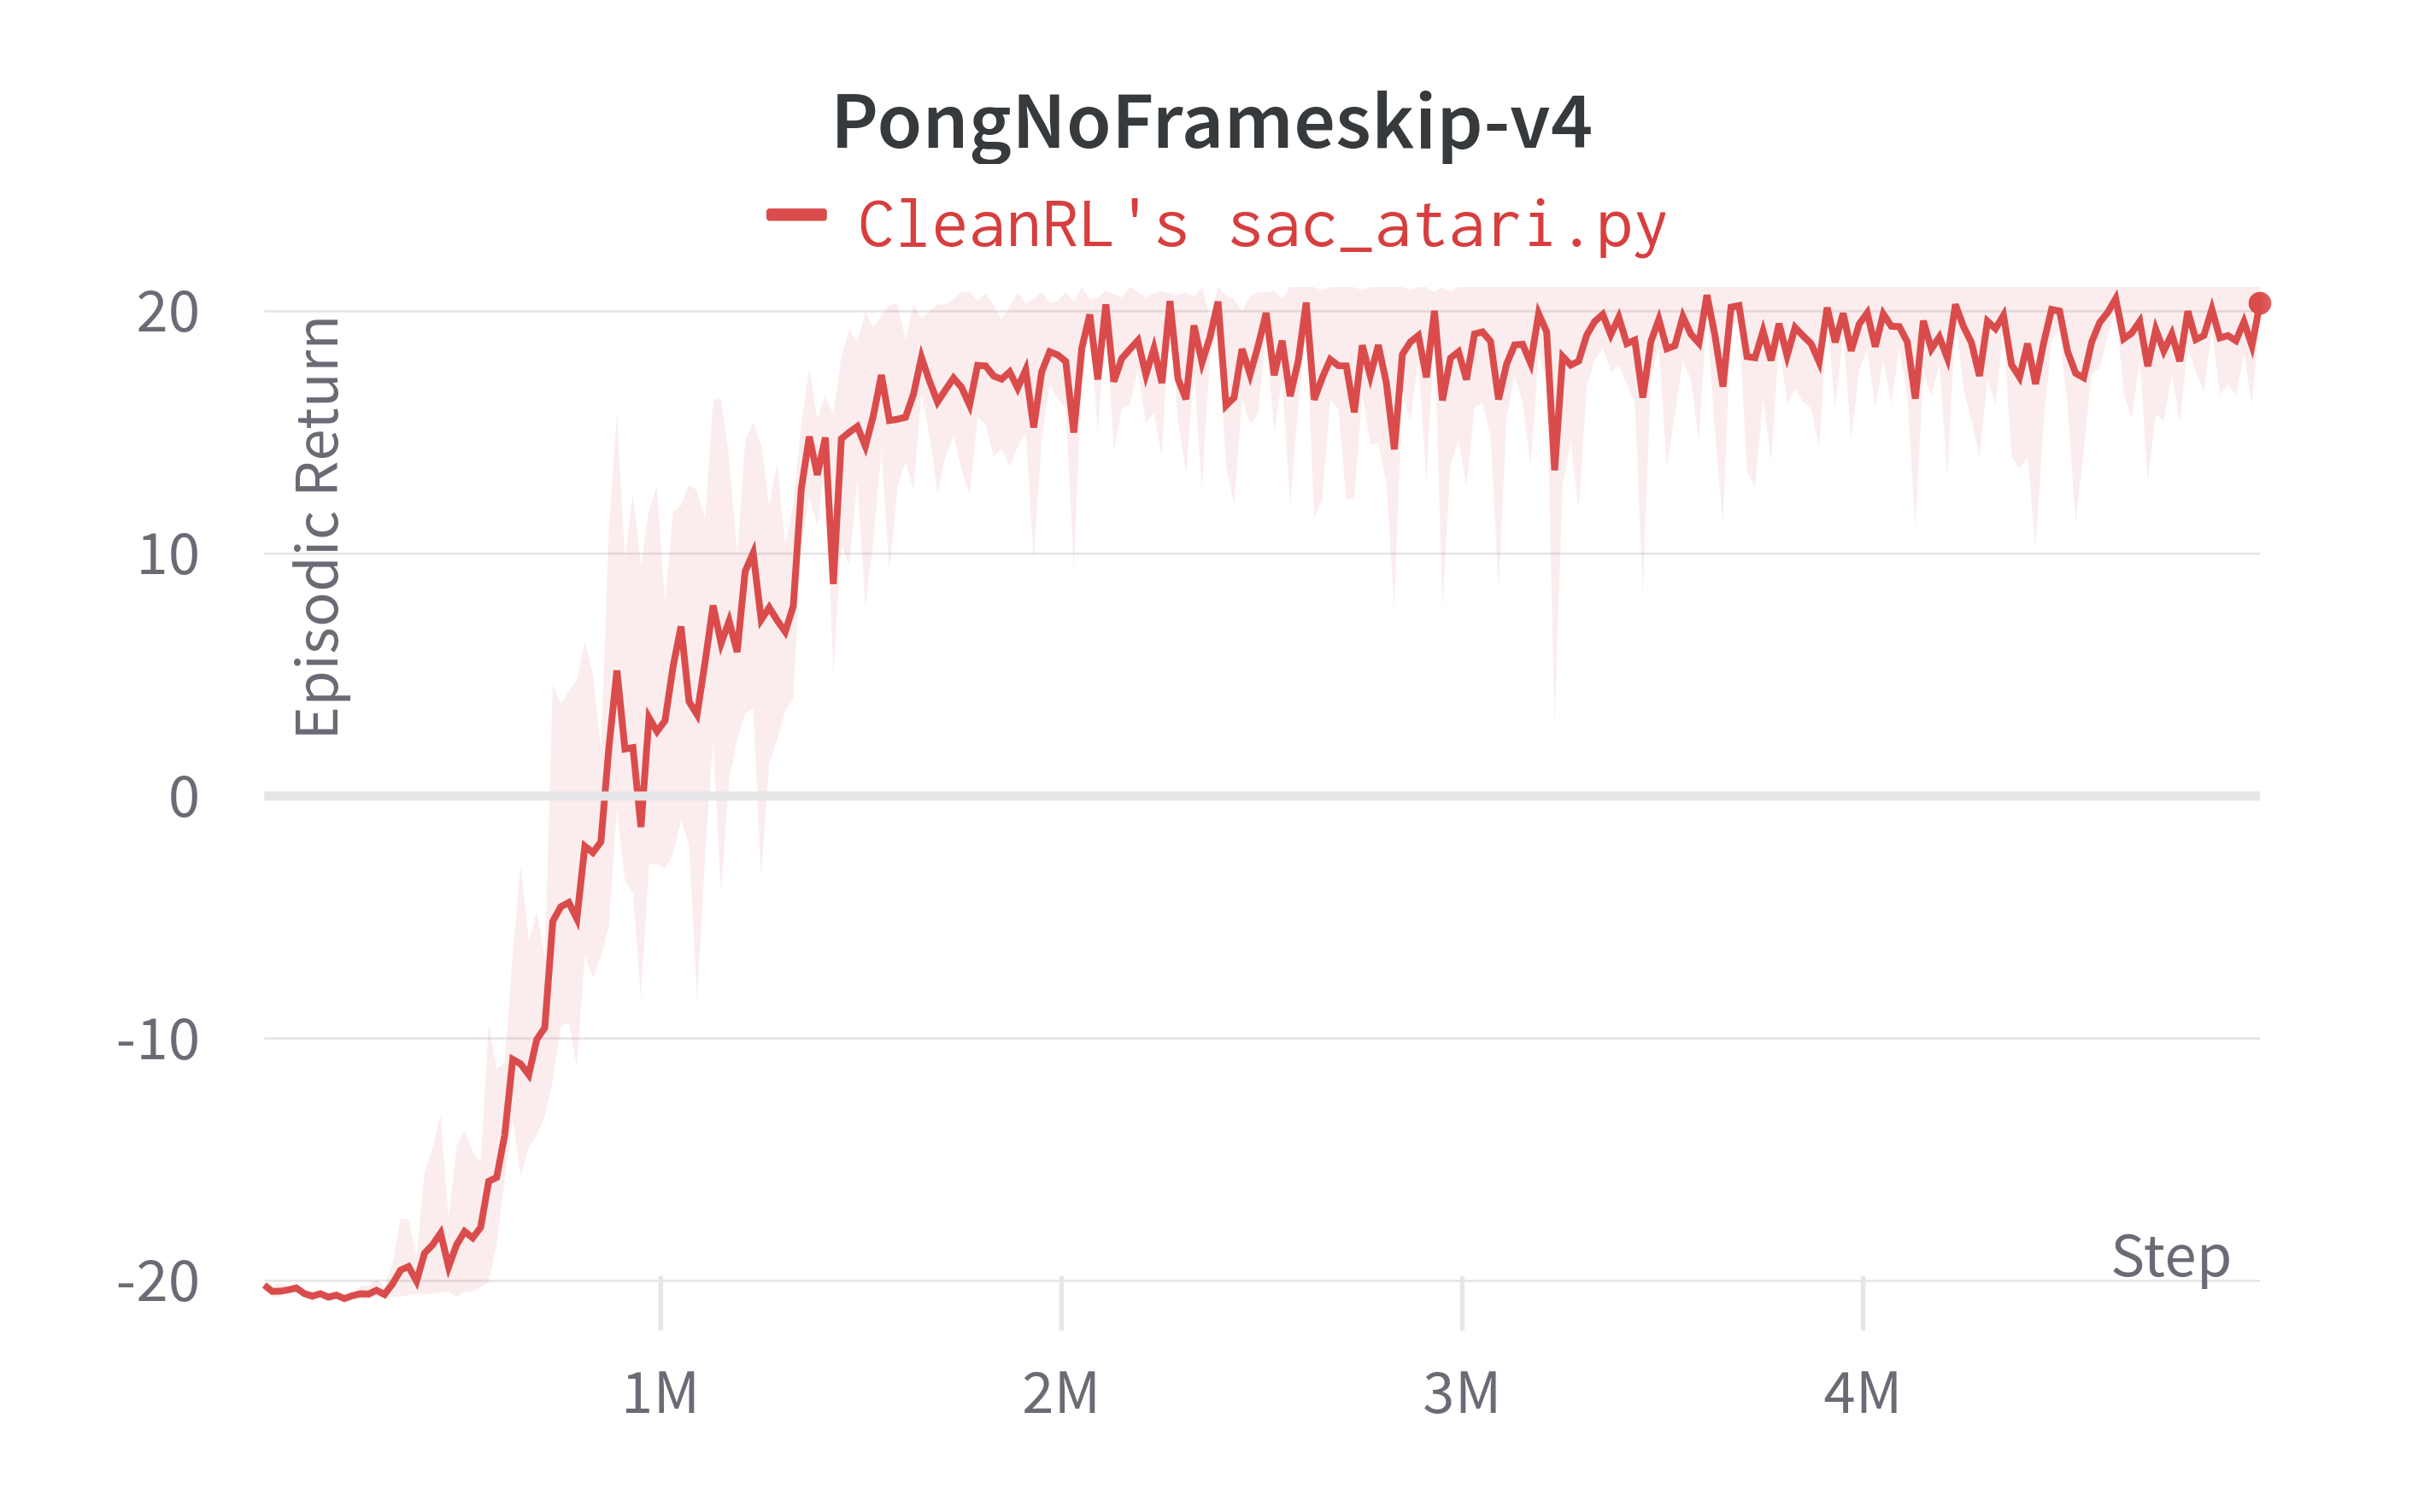 PongNoFrameskip-v4
CleanRL's sac_atari.py
20
10
0
-10
-20
Episodic Return
Step
1M
2M
3M
4M